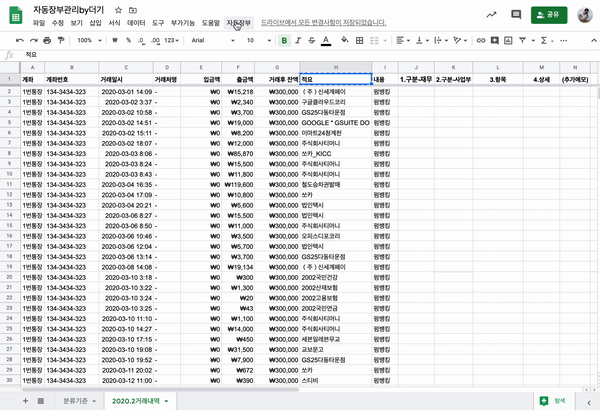 자동장부관리by더기
파일 수정 보기 삽입 서식 데이터 도구 부가기능 도움말 자동장부 드라이브에서 모든 변경사항이 저장되었습니다.
공유
100% ₩ % .0 .00 123 Arial 10 B I S A
fx 적요
A B C D E F G H I J K L M N
1 계좌 계좌번호 거래일시 거래처명 입금액 출금액 거래후 잔액 적요 내용 1.구분-재무 2.구분-사업부 3.항목 4.상세 (추가메모)
2 1번통장 134-3434-323 2020-03-01 14:09 - ₩0 ₩15,218 ₩300,000 (주)신세계페이 펌뱅킹
3 1번통장 134-3434-323 2020-03-02 3:37 - ₩0 ₩2,340 ₩300,000 구글클라우드코리 펌뱅킹
4 1번통장 134-3434-323 2020-03-02 10:58 - ₩0 ₩3,700 ₩300,000 GS25다동타운점 펌뱅킹
5 1번통장 134-3434-323 2020-03-02 14:51 - ₩0 ₩19,000 ₩300,000 GOOGLE * GSUITE DO 펌뱅킹
6 1번통장 134-3434-323 2020-03-02 15:11 - ₩0 ₩8,200 ₩300,000 이마트24청계천 펌뱅킹
7 1번통장 134-3434-323 2020-03-02 17:07 - ₩0 ₩12,000 ₩300,000 주식회사티머니 펌뱅킹
8 1번통장 134-3434-323 2020-03-03 8:06 - ₩0 ₩85,870 ₩300,000 쏘카_KICC 펌뱅킹
9 1번통장 134-3434-323 2020-03-03 8:24 - ₩0 ₩15,500 ₩300,000 주식회사티머니 펌뱅킹
10 1번통장 134-3434-323 2020-03-03 8:43 - ₩0 ₩11,800 ₩300,000 주식회사티머니 펌뱅킹
11 1번통장 134-3434-323 2020-03-04 16:35 - ₩0 ₩119,600 ₩300,000 철도승차권발매 펌뱅킹
12 1번통장 134-3434-323 2020-03-04 17:09 - ₩0 ₩10,800 ₩300,000 쏘카 펌뱅킹
13 1번통장 134-3434-323 2020-03-04 20:21 - ₩0 ₩5,600 ₩300,000 법인택시 펌뱅킹
14 1번통장 134-3434-323 2020-03-06 8:27 - ₩0 ₩15,500 ₩300,000 주식회사티머니 펌뱅킹
15 1번통장 134-3434-323 2020-03-06 8:50 - ₩0 ₩11,000 ₩300,000 주식회사티머니 펌뱅킹
16 1번통장 134-3434-323 2020-03-06 10:46 - ₩0 ₩3,500 ₩300,000 오피스디포코리 펌뱅킹
17 1번통장 134-3434-323 2020-03-06 12:04 - ₩0 ₩5,700 ₩300,000 법인택시 펌뱅킹
18 1번통장 134-3434-323 2020-03-06 13:14 - ₩0 ₩3,700 ₩300,000 GS25다동타운점 펌뱅킹
19 1번통장 134-3434-323 2020-03-08 14:08 - ₩0 ₩19,134 ₩300,000 (주)신세계페이 펌뱅킹
20 1번통장 134-3434-323 2020-03-10 3:18 - ₩0 ₩300 ₩300,000 2002국민건강 펌뱅킹
21 1번통장 134-3434-323 2020-03-10 3:22 - ₩0 ₩1,300 ₩300,000 2002산재보험 펌뱅킹
22 1번통장 134-3434-323 2020-03-10 3:24 - ₩0 ₩20 ₩300,000 2002고용보험 펌뱅킹
23 1번통장 134-3434-323 2020-03-10 3:25 - ₩0 ₩43 ₩300,000 2002국민연금 펌뱅킹
24 1번통장 134-3434-323 2020-03-10 11:10 - ₩0 ₩1,100 ₩300,000 주식회사티머니 펌뱅킹
25 1번통장 134-3434-323 2020-03-10 14:27 - ₩0 ₩14,000 ₩300,000 주식회사티머니 펌뱅킹
26 1번통장 134-3434-323 2020-03-10 17:15 - ₩0 ₩450 ₩300,000 세븐일레븐무교 펌뱅킹
27 1번통장 134-3434-323 2020-03-10 19:08 - ₩0 ₩31,500 ₩300,000 교보문고 펌뱅킹
28 1번통장 134-3434-323 2020-03-10 19:52 - ₩0 ₩7,900 ₩300,000 GS25다동타운점 펌뱅킹
29 1번통장 134-3434-323 2020-03-11 20:02 - ₩0 ₩672 ₩300,000 쏘카 펌뱅킹
30 1번통장 134-3434-323 2020-03-12 11:00 - ₩0 ₩390 ₩300,000 스티비 펌뱅킹
분류기준 2020.2거래내역 탐색